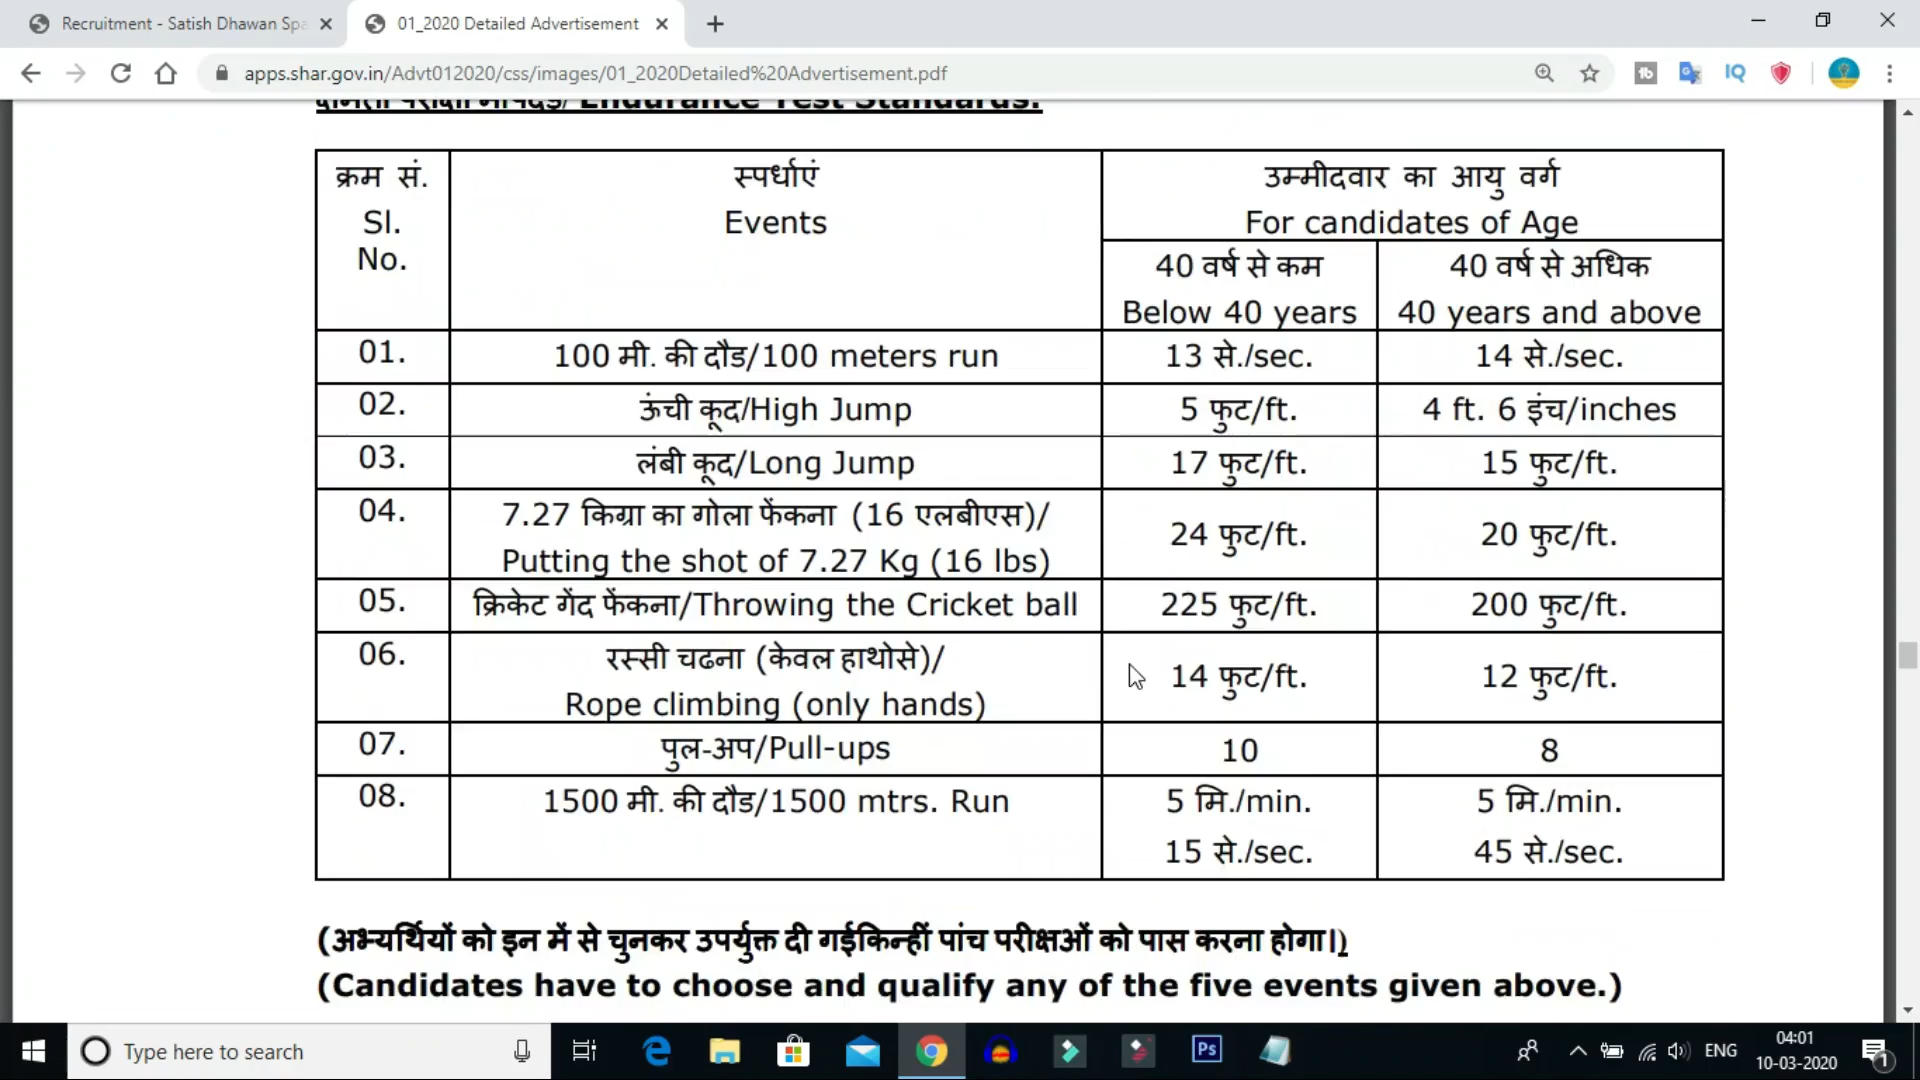 Recruitment - Satish Dhawan Spa
01_2020 Detailed Advertisement
apps.shar.gov.in/Advt012020/css/images/01_2020Detailed%20Advertisement.pdf
Endurance Test Standards:
क्रम सं.
Sl.
No.
स्पर्धाएं
Events
उम्मीदवार का आयु वर्ग
For candidates of Age
40 वर्ष से कम
Below 40 years
40 वर्ष से अधिक
40 years and above
01. 100 मी. की दौड/100 meters run 13 से./sec. 14 से./sec.
02. ऊंची कूद/High Jump 5 फुट/ft. 4 ft. 6 इंच/inches
03. लंबी कूद/Long Jump 17 फुट/ft. 15 फुट/ft.
04. 7.27 किग्रा का गोला फेंकना (16 एलबीएस)/
Putting the shot of 7.27 Kg (16 lbs) 24 फुट/ft. 20 फुट/ft.
05. क्रिकेट गेंद फेंकना/Throwing the Cricket ball 225 फुट/ft. 200 फुट/ft.
06. रस्सी चढना (केवल हाथोसे)/
Rope climbing (only hands) 14 फुट/ft. 12 फुट/ft.
07. पुल-अप/Pull-ups 10 8
08. 1500 मी. की दौड/1500 mtrs. Run 5 मि./min. 5 मि./min.
15 से./sec. 45 से./sec.
(अभ्यर्थियों को इन में से चुनकर उपर्युक्त दी गईकिन्हीं पांच परीक्षओं को पास करना होगा।)
(Candidates have to choose and qualify any of the five events given above.)
Type here to search
Ps
ENG
04:01
10-03-2020
1